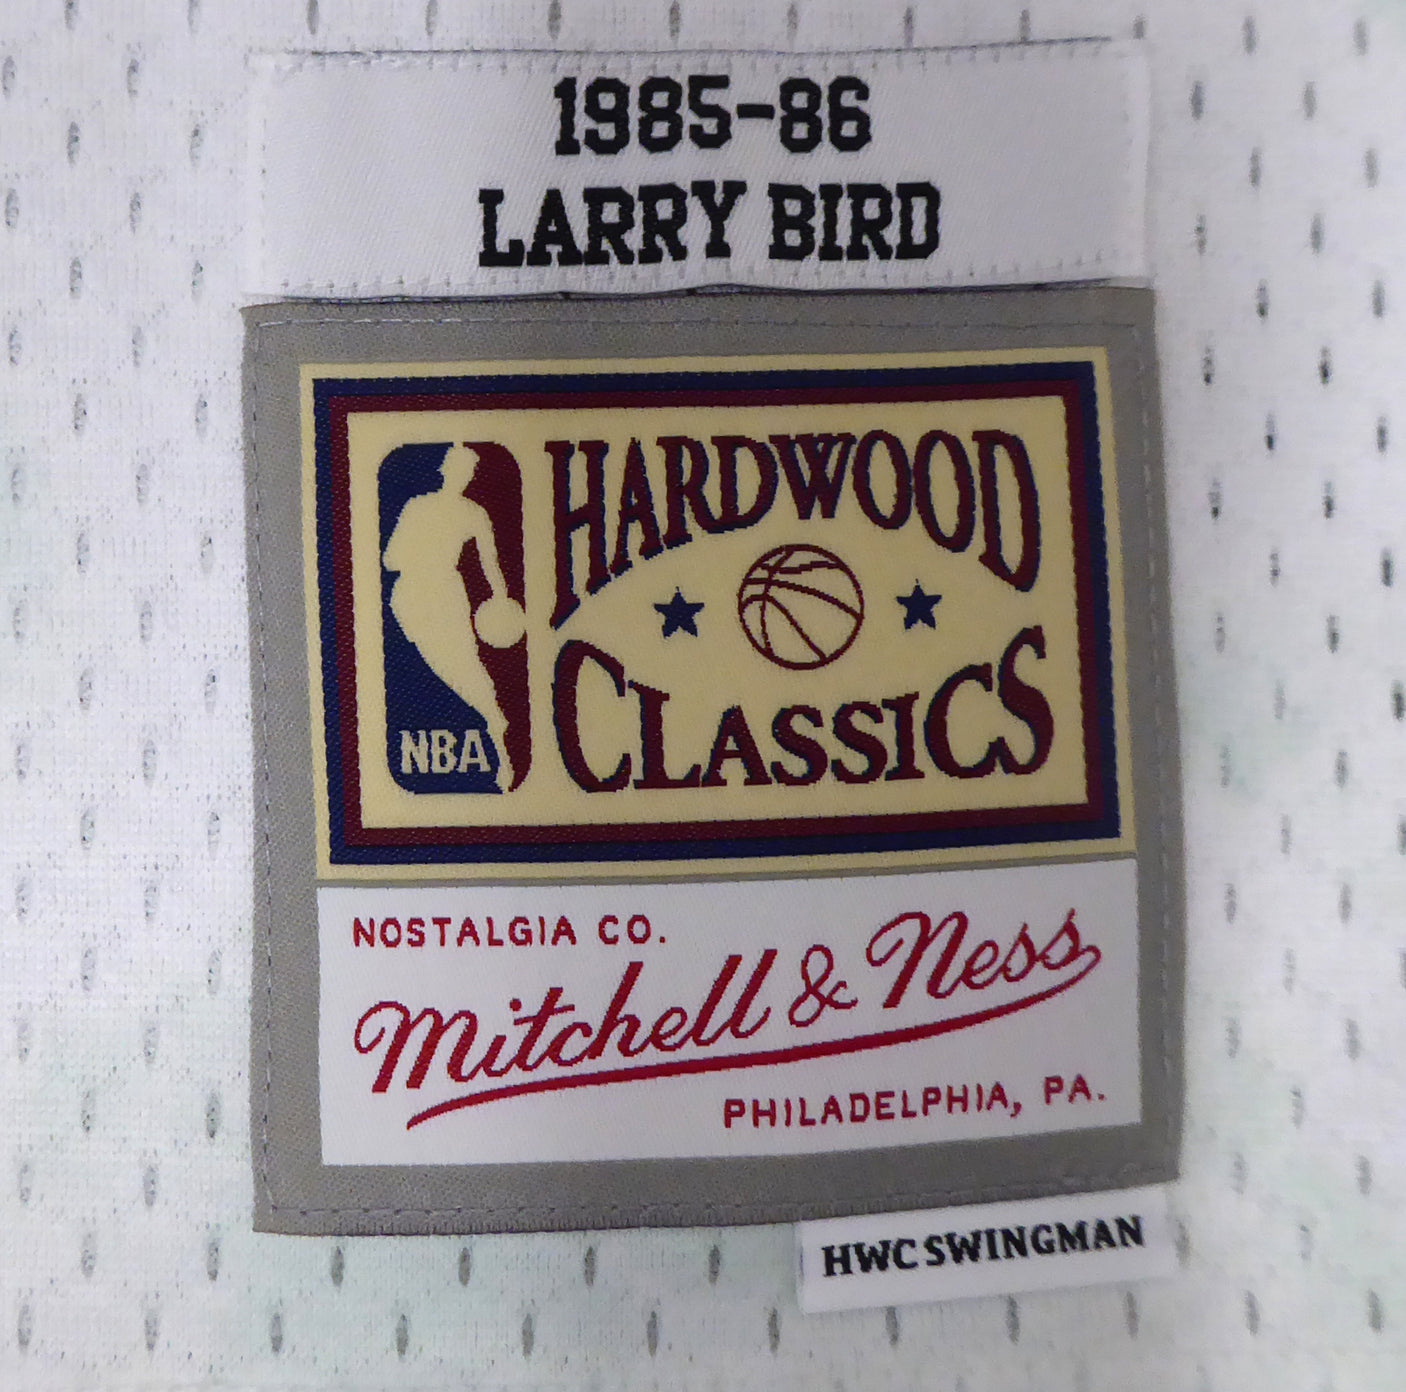 1985-86
LARRY BIRD
HARDWOOD
CLASSICS
NBA
NOSTALGIA CO.
Mitchell & Ness
PHILADELPHIA, PA.
HWC SWINGMAN